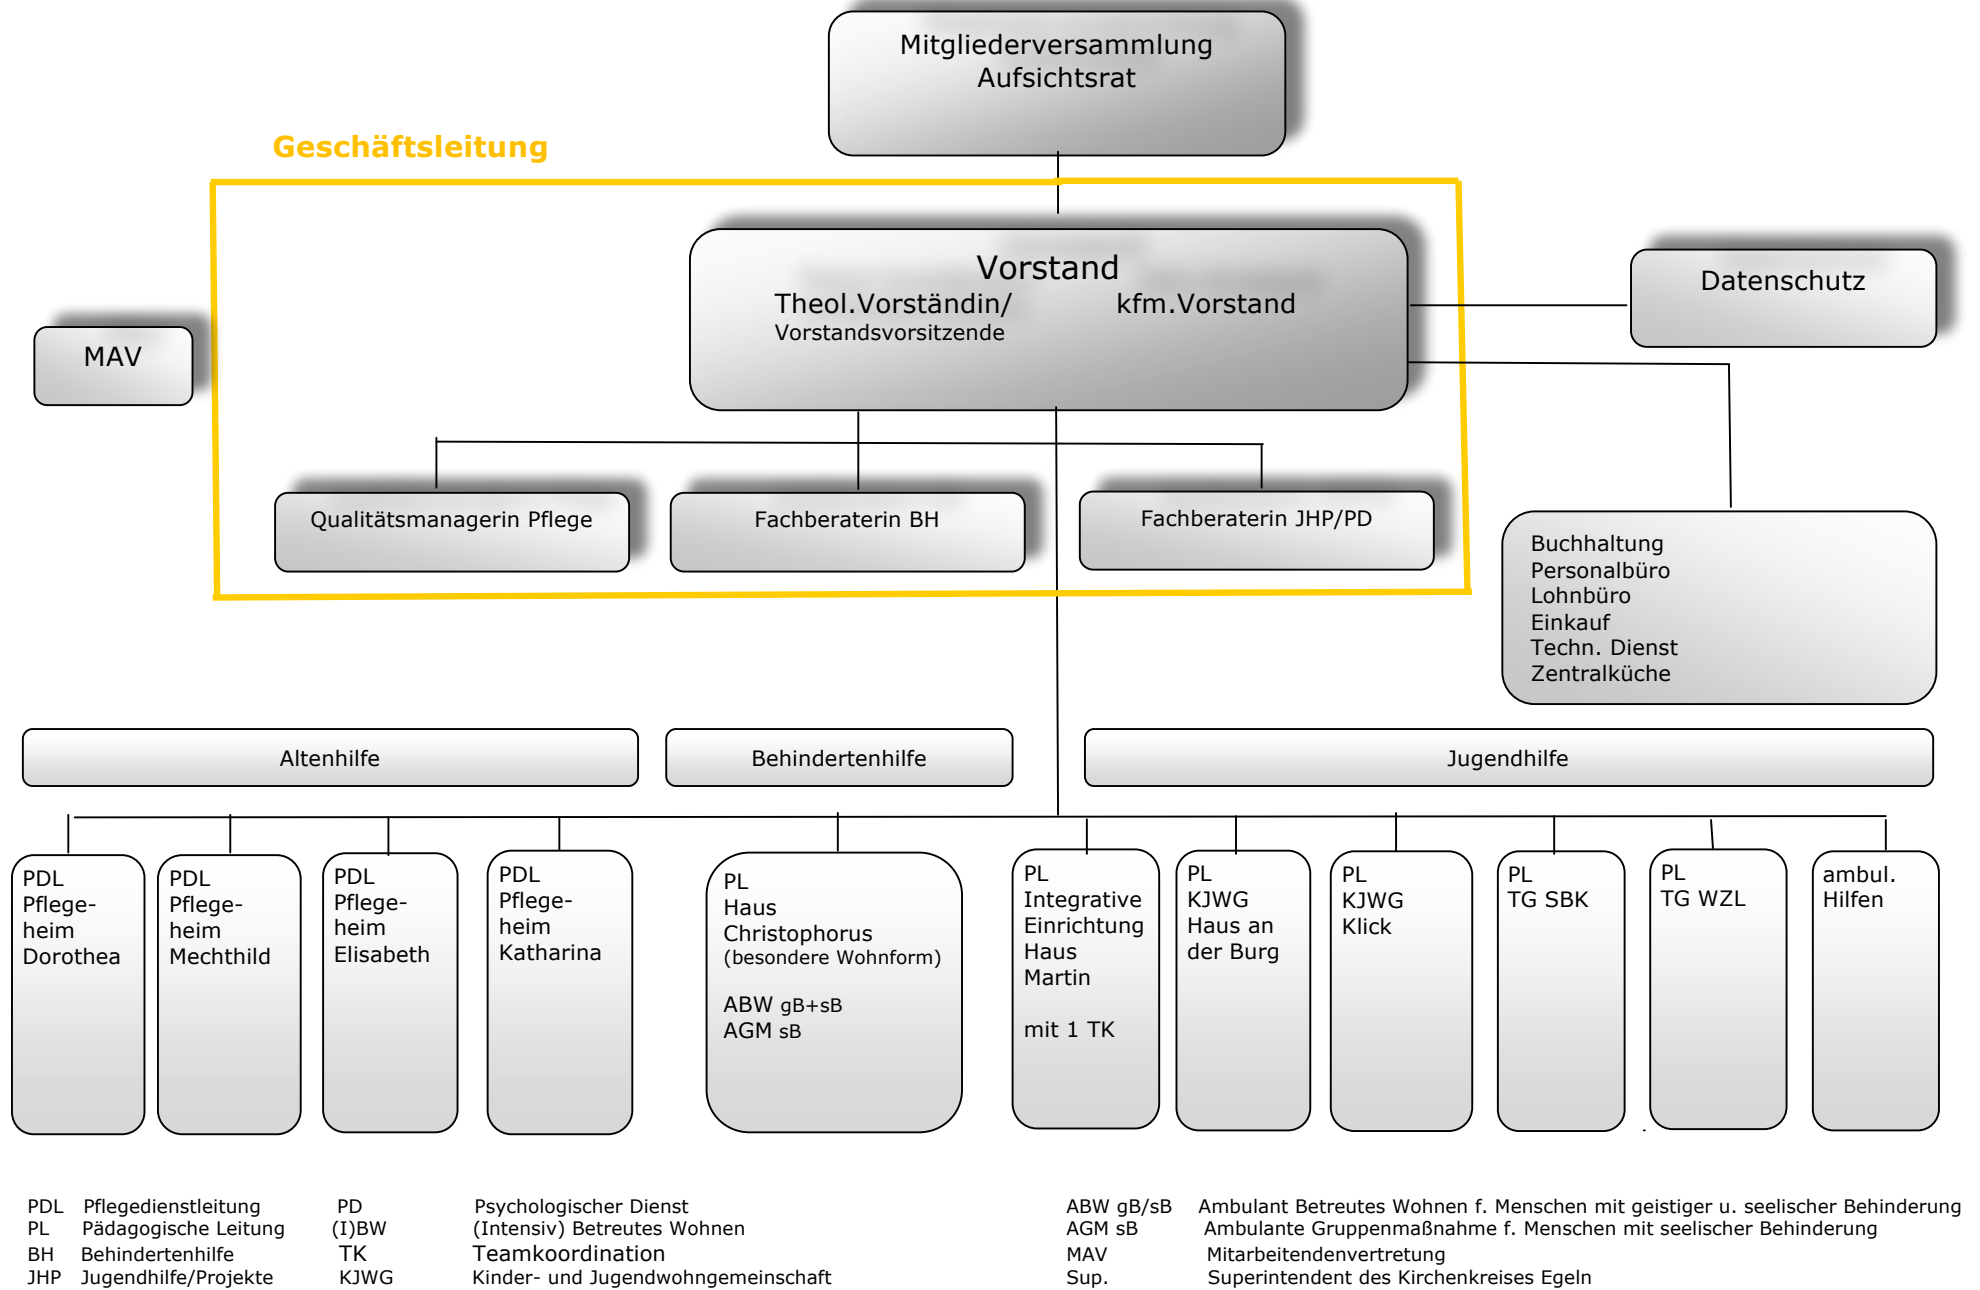 Mitgliederversammlung
Aufsichtsrat
Geschäftsleitung
Vorstand
Theol.Vorständin/ kfm.Vorstand
Vorstandsvorsitzende
Datenschutz
MAV
Qualitätsmanagerin Pflege
Fachberaterin BH
Fachberaterin JHP/PD
Buchhaltung
Personalbüro
Lohnbüro
Einkauf
Techn. Dienst
Zentralküche
Altenhilfe
Behindertenhilfe
Jugendhilfe
PDL
Pflege-
heim
Dorothea
PDL
Pflege-
heim
Mechthild
PDL
Pflege-
heim
Elisabeth
PDL
Pflege-
heim
Katharina
PL
Haus
Christophorus
(besondere Wohnform)
ABW gB+sB
AGM sB
PL
Integrative
Einrichtung
Haus
Martin
mit 1 TK
PL
KJWG
Haus an
der Burg
PL
KJWG
Klick
PL
TG SBK
PL
TG WZL
ambul.
Hilfen
PDL Pflegedienstleitung PD Psychologischer Dienst ABW gB/sB Ambulant Betreutes Wohnen f. Menschen mit geistiger u. seelischer Behinderung
PL Pädagogische Leitung (I)BW (Intensiv) Betreutes Wohnen AGM sB Ambulante Gruppenmaßnahme f. Menschen mit seelischer Behinderung
BH Behindertenhilfe TK Teamkoordination MAV Mitarbeitendenvertretung
JHP Jugendhilfe/Projekte KJWG Kinder- und Jugendwohngemeinschaft Sup. Superintendent des Kirchenkreises Egeln